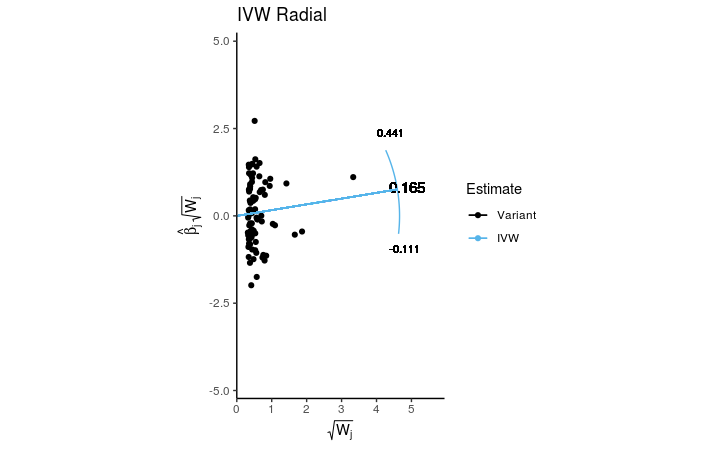 IVW Radial
5.0
2.5
0.0
-2.5
-5.0
β̂j√Wj
0.441
0.165
-0.111
0 1 2 3 4 5
√Wj
Estimate
Variant
IVW